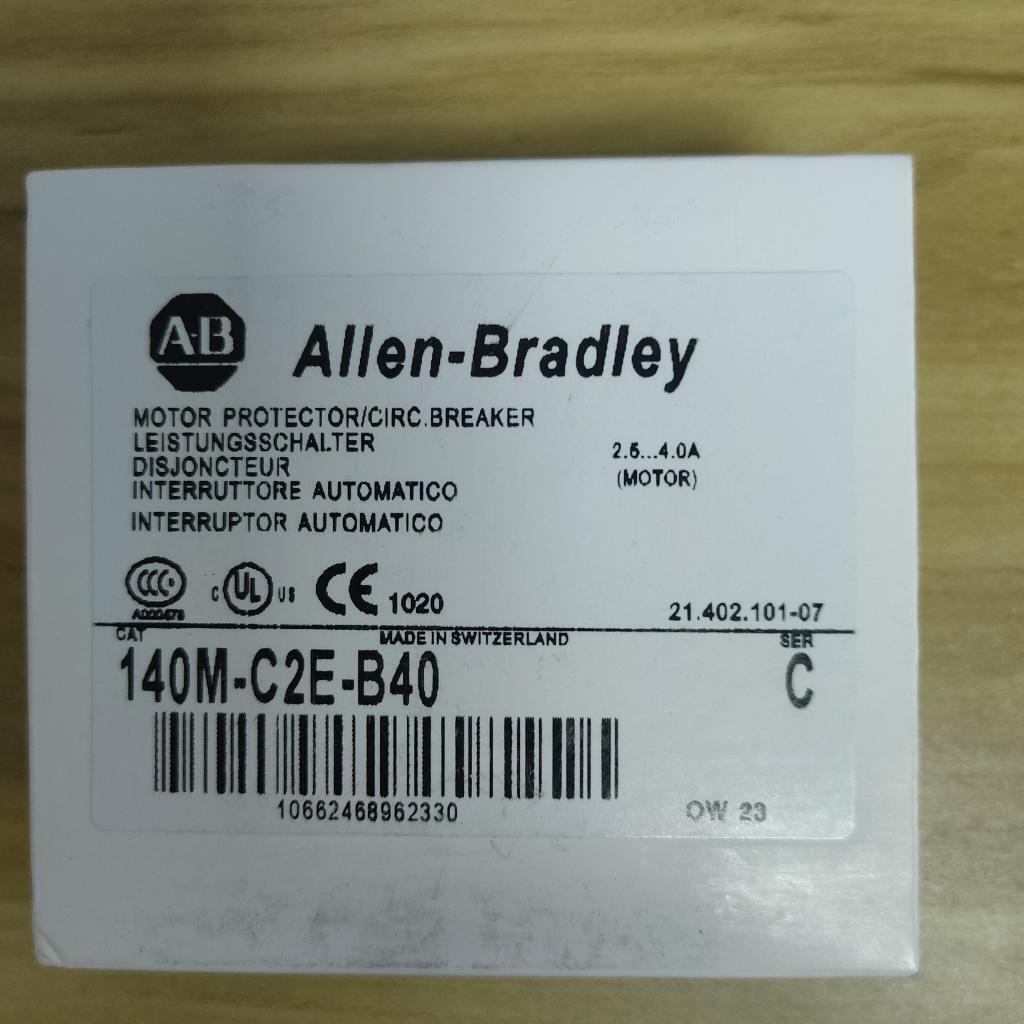 A-B Allen-Bradley
MOTOR PROTECTOR/CIRC.BREAKER
LEISTUNGSSCHALTER
DISJONCTEUR
INTERRUTTORE AUTOMATICO
INTERRUPTOR AUTOMATICO
2.5...4.0A
(MOTOR)
CCC C UL US CE 1020
21.402.101-07
CAT MADE IN SWITZERLAND SER
140M-C2E-B40 C
10662468962330
OW 23